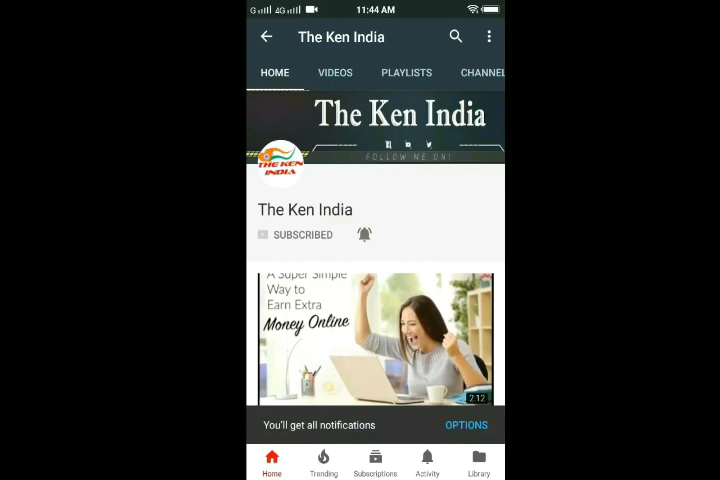 G 4G 11:44 AM
The Ken India
HOME VIDEOS PLAYLISTS CHANNEL
The Ken India
FOLLOW ME ON!
THE KEN
INDIA
The Ken India
SUBSCRIBED
A Super Simple
Way to
Earn Extra
Money Online
2:12
You'll get all notifications OPTIONS
Home Trending Subscriptions Activity Library